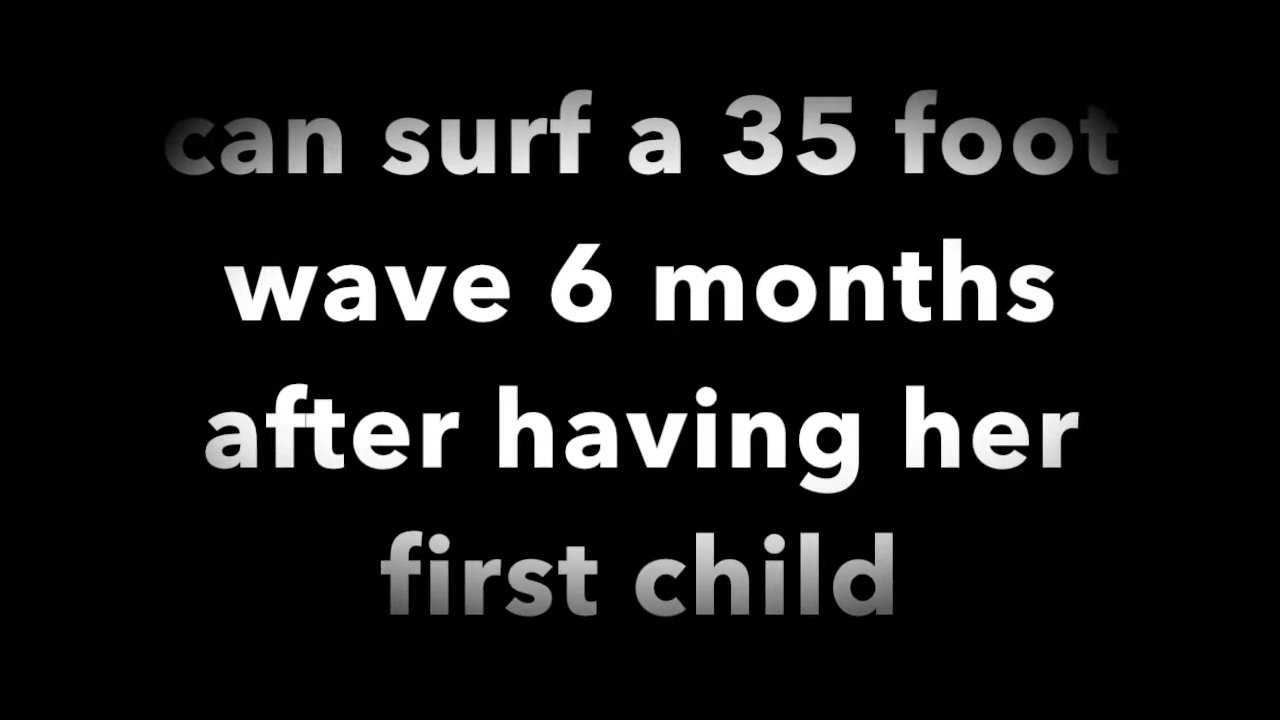 can surf a 35 foot
wave 6 months
after having her
first child